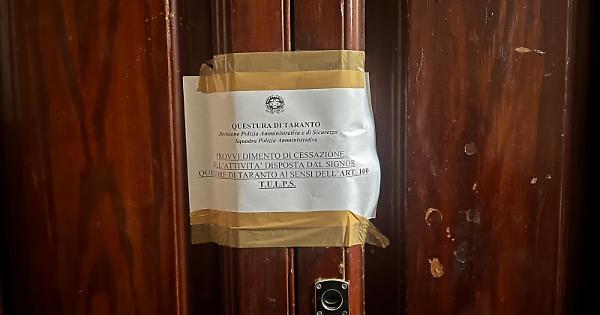 QUESTURA DI TARANTO
Divisione Polizia Amministrativa e di Sicurezza
Squadra Polizia Amministrativa
PROVVEDIMENTO DI CESSAZIONE
DELL'ATTIVITA' DISPOSTA DAL SIGNOR
QUESTORE DI TARANTO AI SENSI DELL'ART. 100
T.U.L.P.S.